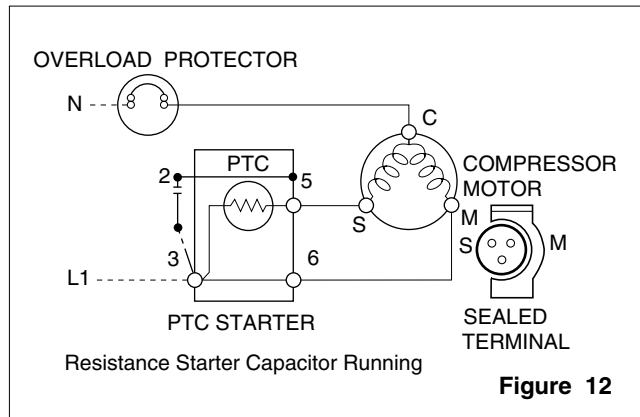 OVERLOAD PROTECTOR
N
C
PTC
2
5
COMPRESSOR
MOTOR
S
M
S
M
3
6
L1
PTC STARTER
SEALED
TERMINAL
Resistance Starter Capacitor Running
Figure 12